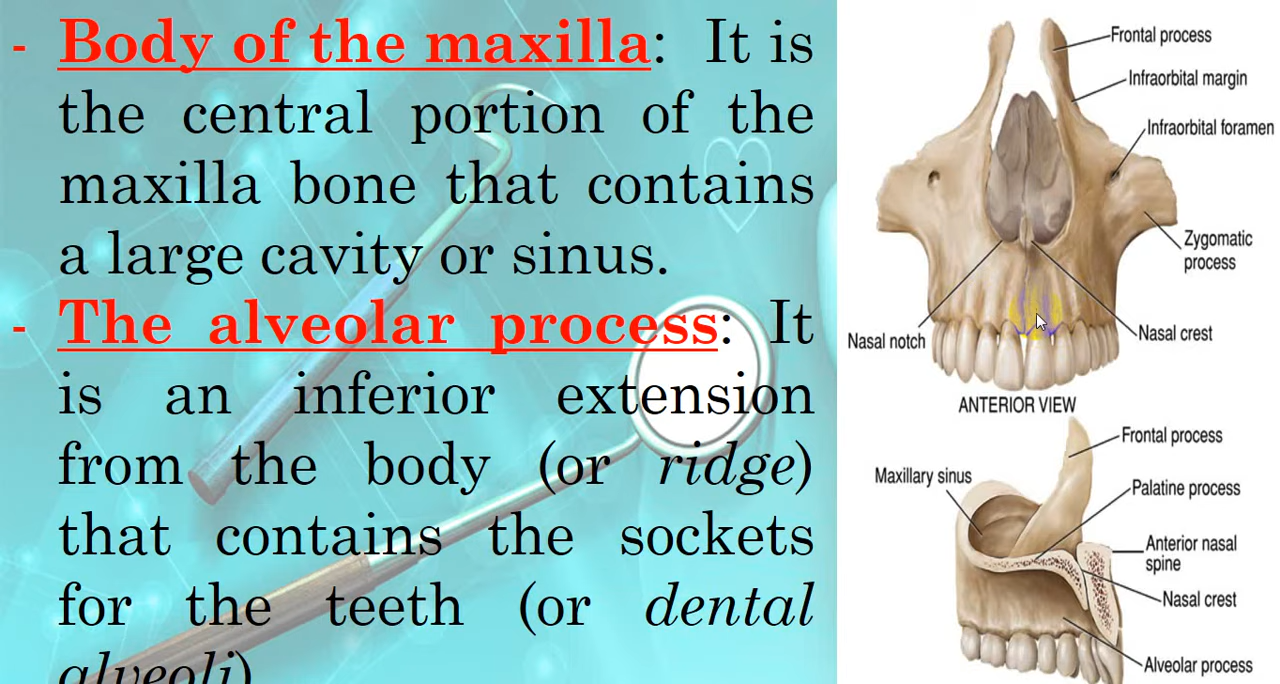 - Body of the maxilla: It is
the central portion of the
maxilla bone that contains
a large cavity or sinus.
- The alveolar process: It
is an inferior extension
from the body (or ridge)
that contains the sockets
for the teeth (or dental
alveoli)
Frontal process
Infraorbital margin
Infraorbital foramen
Zygomatic
process
Nasal crest
Nasal notch
ANTERIOR VIEW
Frontal process
Maxillary sinus
Palatine process
Anterior nasal
spine
Nasal crest
Alveolar process